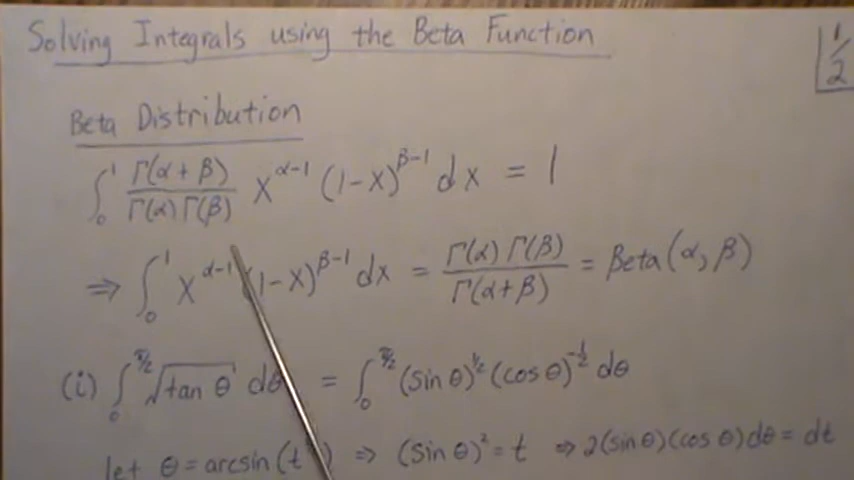 Solving Integrals using the Beta Function
1/2
Beta Distribution
∫₀¹ Γ(α + β)/Γ(α) Γ(β) x^(α-1) (1-x)^(β-1) dx = 1
⇒ ∫₀¹ x^(α-1) (1-x)^(β-1) dx = Γ(α) Γ(β)/Γ(α+β) = Beta(α, β)
(i) ∫₀^(π/2) √(tan θ) dθ = ∫₀^(π/2) (sin θ)^(1/2) (cos θ)^(-1/2) dθ
let θ = arcsin(t ) ⇒ (sin θ)² = t ⇒ 2(sin θ)(cos θ)dθ = dt